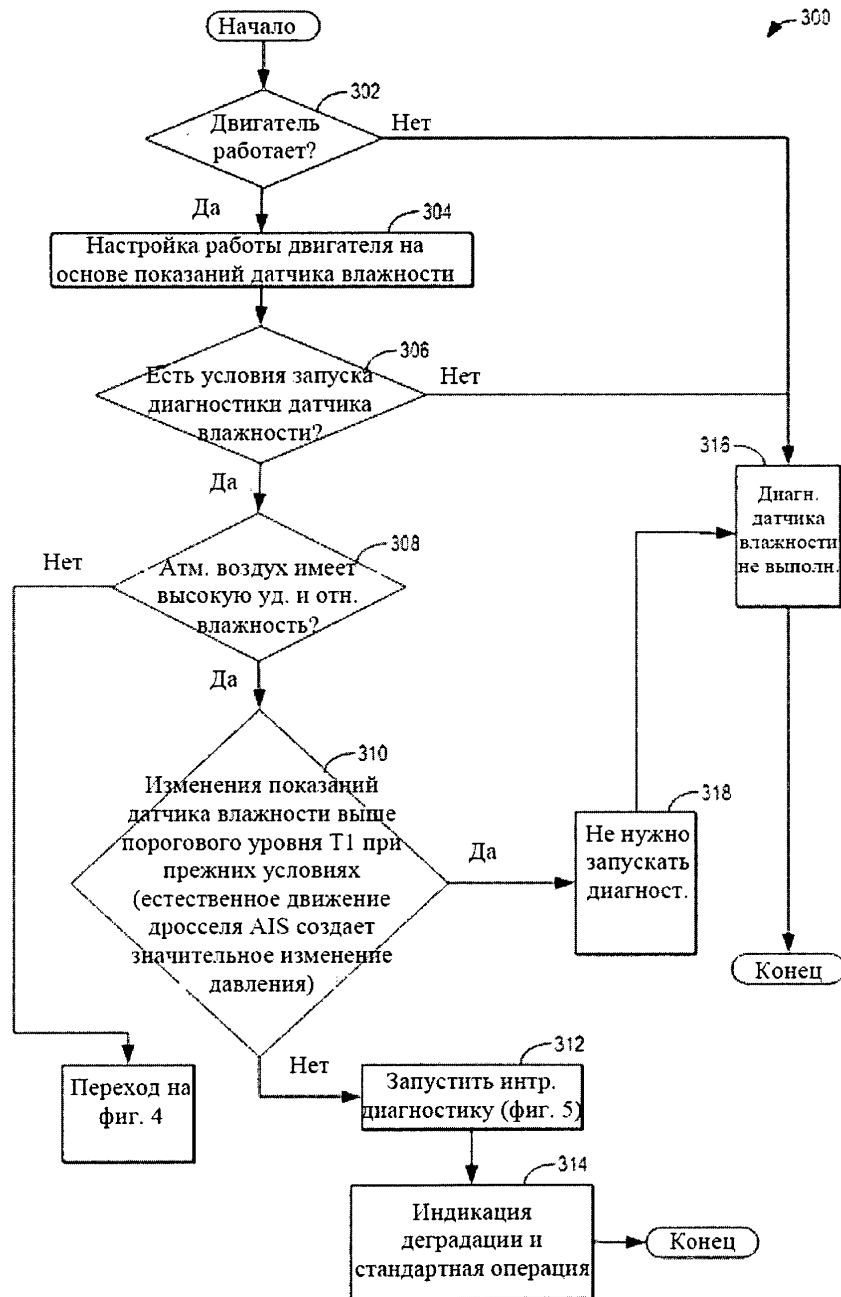 Начало
300
302
Двигатель
работает?
Нет
Да
304
Настройка работы двигателя на
основе показаний датчика влажности
306
Есть условия запуска
диагностики датчика
влажности?
Нет
Да
316
Диагн.
датчика
влажности
не выполн.
308
Нет
Атм. воздух имеет
высокую уд. и отн.
влажность?
Да
310
Изменения показаний
датчика влажности выше
порогового уровня T1 при
прежних условиях
(естественное движение
дросселя AIS создает
значительное изменение
давления)
Да
318
Не нужно
запускать
диагност.
Конец
Нет
312
Запустить интр.
диагностику (фиг. 5)
Переход на
фиг. 4
314
Индикация
деградации и
стандартная операция
Конец